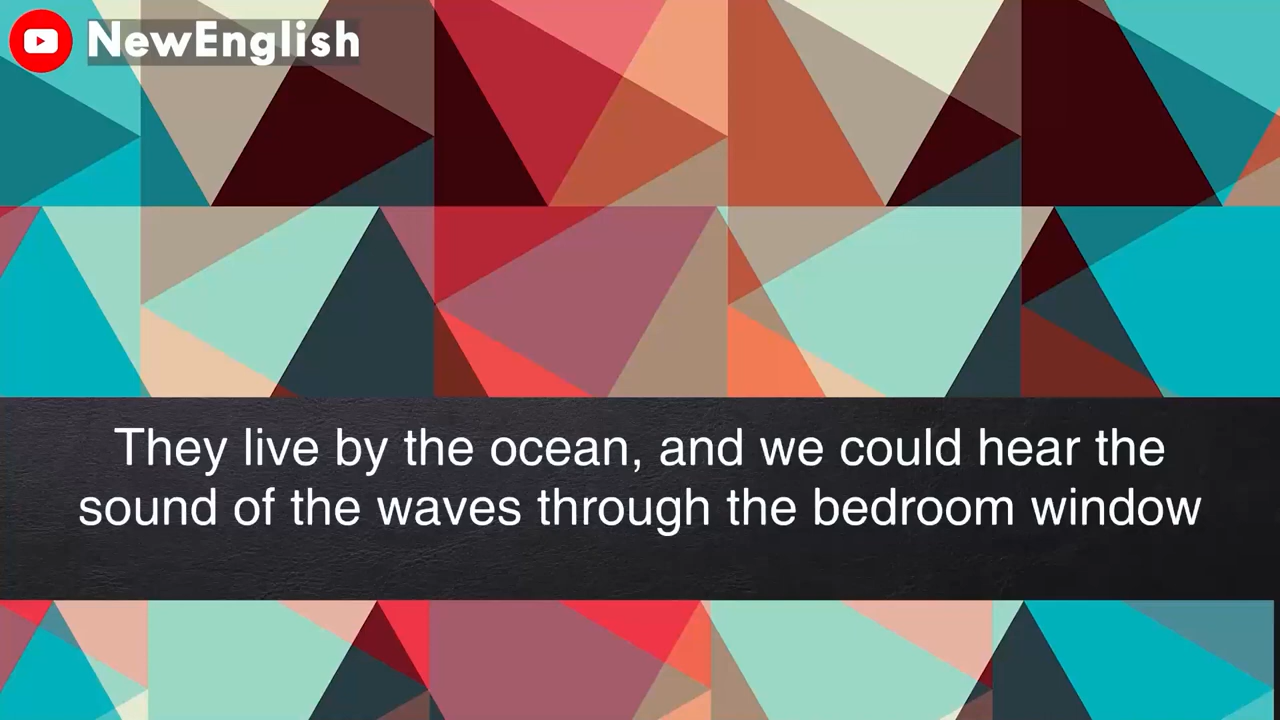 NewEnglish
They live by the ocean, and we could hear the
sound of the waves through the bedroom window